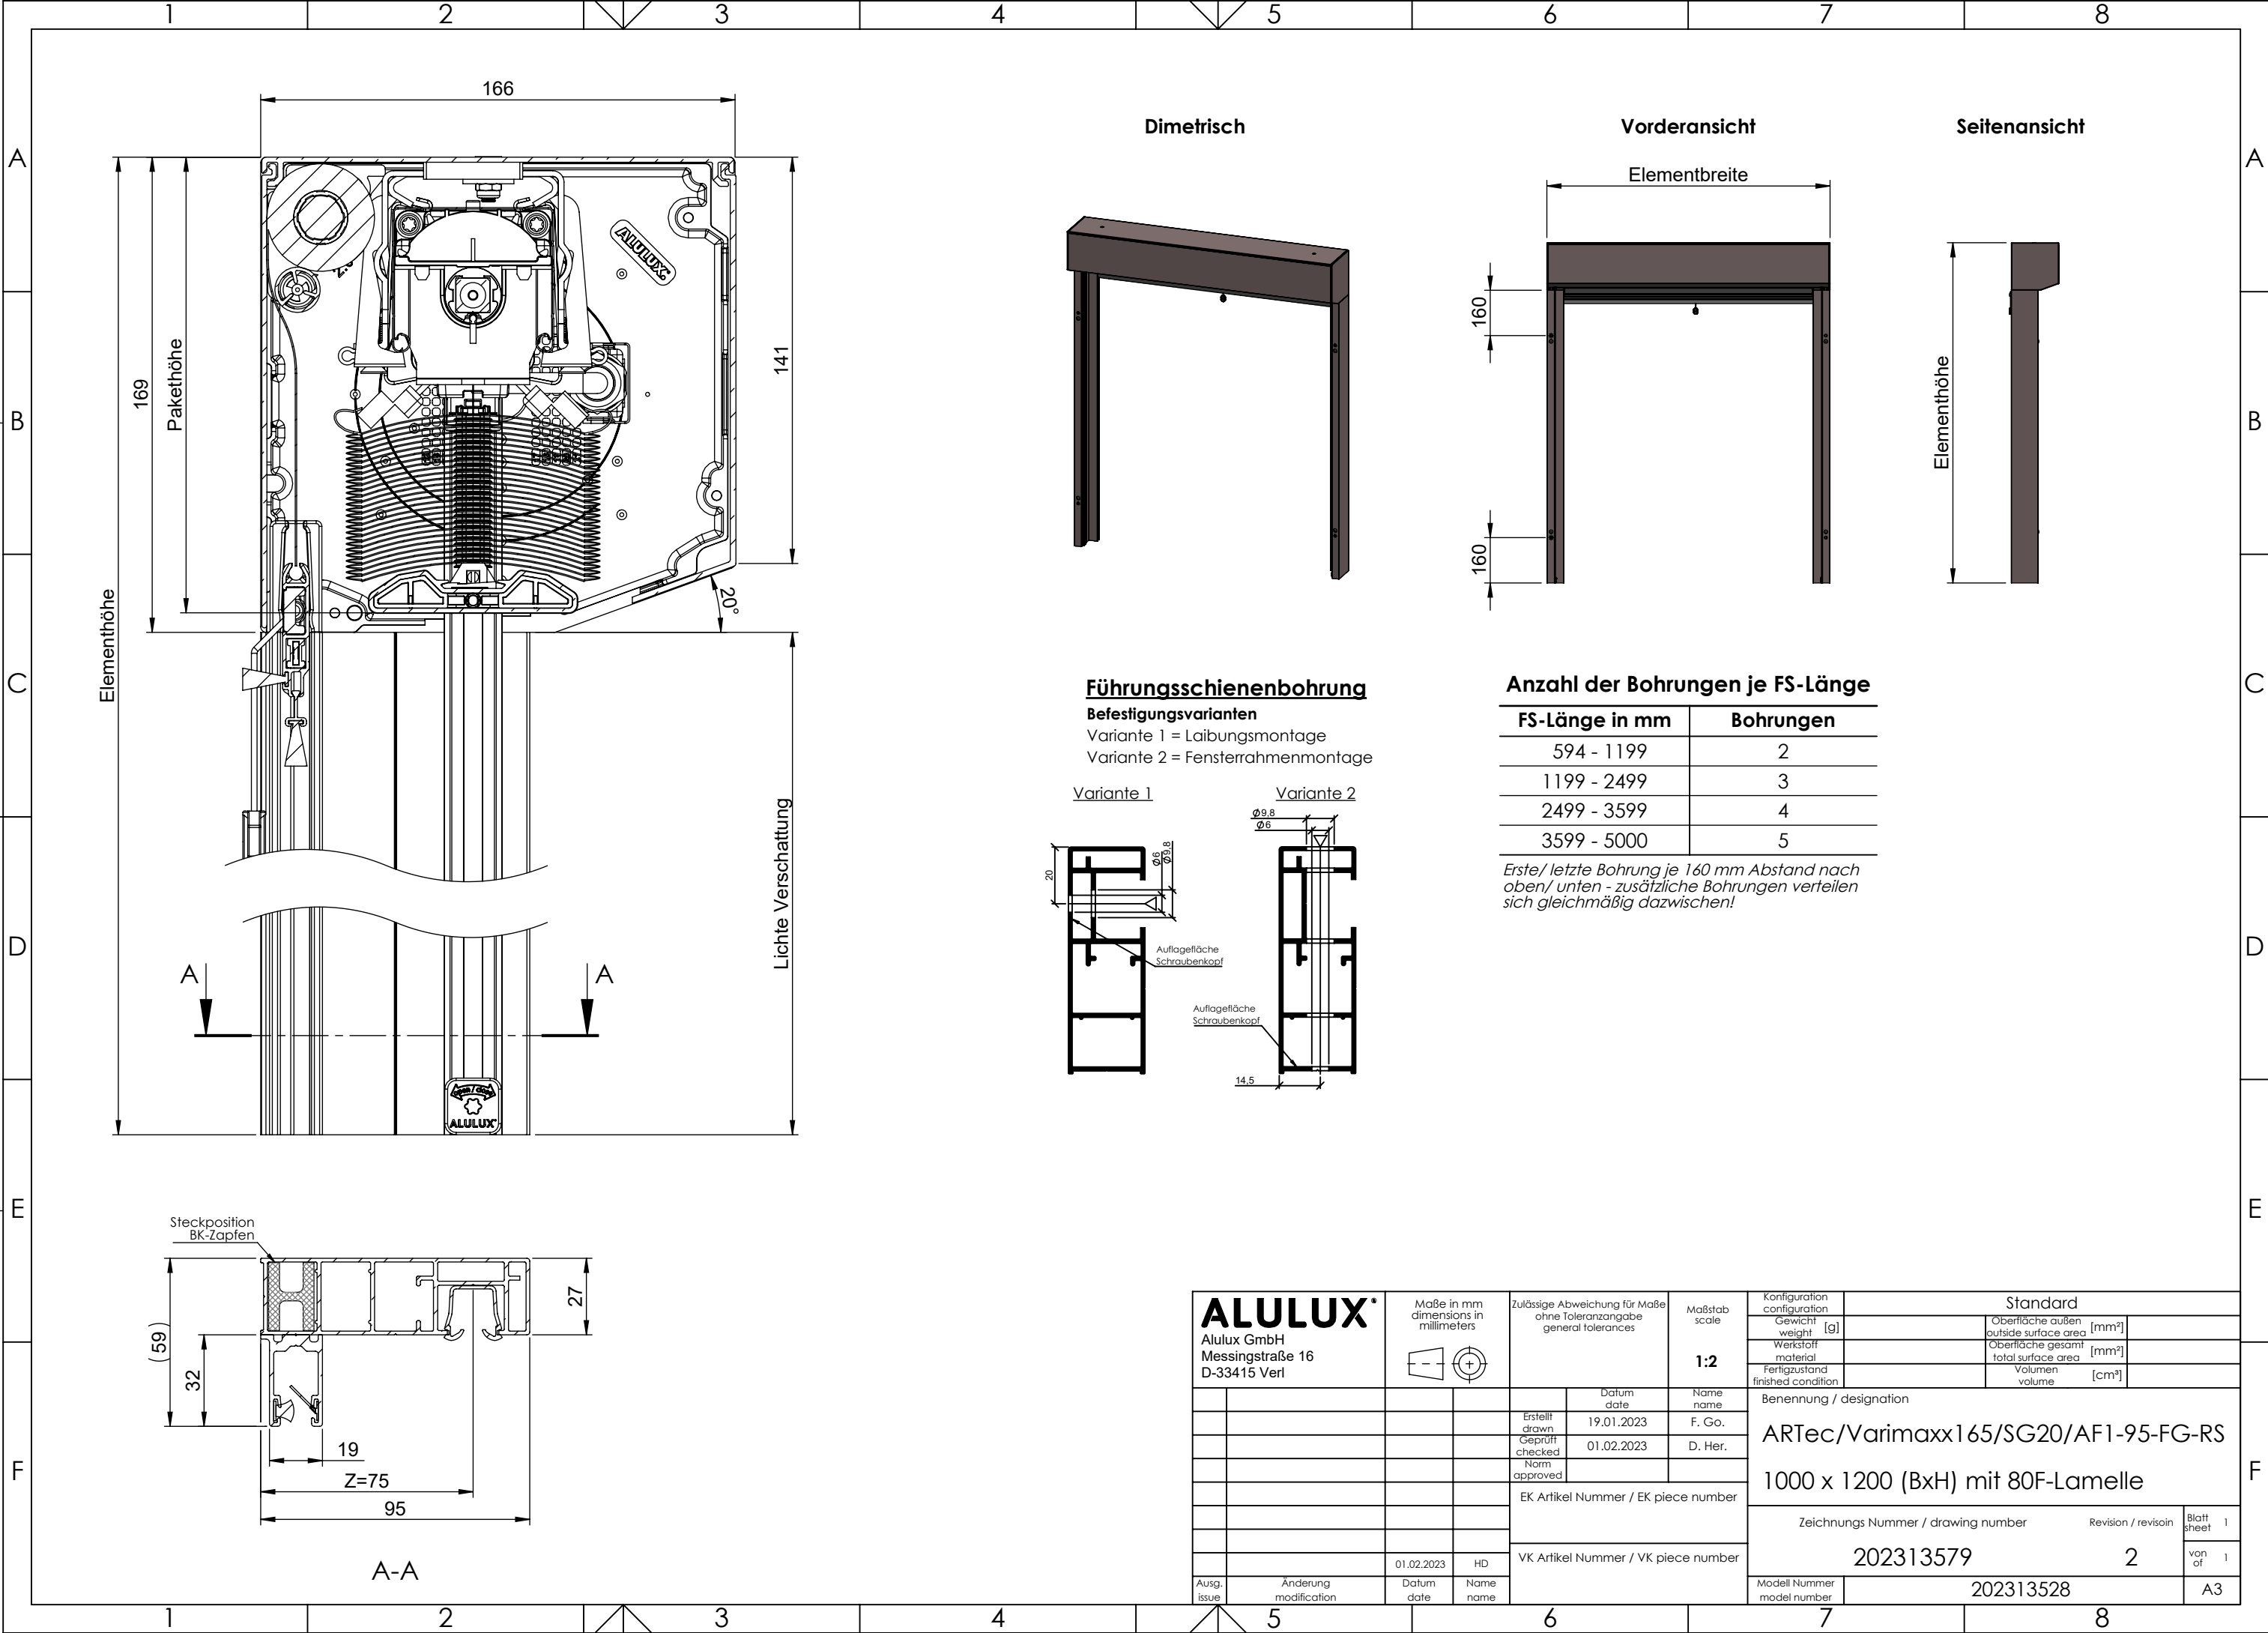 1 2 3 4 5 6 7 8
A
B
C
D
E
F
A
B
C
D
E
F
166
169
Pakethöhe
Elementhöhe
141
20°
Lichte Verschattung
ALULUX
A A
open / close
ALULUX
Steckposition
BK-Zapfen
(59)
32
27
19
Z=75
95
A-A
Dimetrisch
Vorderansicht
Seitenansicht
Elementbreite
160
160
Elementhöhe
Führungsschienenbohrung
Befestigungsvarianten
Variante 1 = Laibungsmontage
Variante 2 = Fensterrahmenmontage
Variante 1
Variante 2
20
Ø6
Ø9,8
Auflagefläche
Schraubenkopf
Ø9,8
Ø6
Auflagefläche
Schraubenkopf
14,5
Anzahl der Bohrungen je FS-Länge
FS-Länge in mm Bohrungen
594 - 1199 2
1199 - 2499 3
2499 - 3599 4
3599 - 5000 5
Erste/ letzte Bohrung je 160 mm Abstand nach
oben/ unten - zusätzliche Bohrungen verteilen
sich gleichmäßig dazwischen!
ALULUX®
Alulux GmbH
Messingstraße 16
D-33415 Verl
Maße in mm
dimensions in
millimeters
Zulässige Abweichung für Maße
ohne Toleranzangabe
general tolerances
Maßstab
scale
1:2
Konfiguration
configuration
Standard
Gewicht
weight [g]
Oberfläche außen
outside surface area [mm²]
Werkstoff
material
Oberfläche gesamt
total surface area [mm²]
Fertigzustand
finished condition
Volumen
volume [cm³]
Datum
date
Name
name
Erstellt
drawn 19.01.2023 F. Go.
Geprüft
checked 01.02.2023 D. Her.
Norm
approved
EK Artikel Nummer / EK piece number
VK Artikel Nummer / VK piece number
Benennung / designation
ARTec/Varimaxx165/SG20/AF1-95-FG-RS
1000 x 1200 (BxH) mit 80F-Lamelle
Zeichnungs Nummer / drawing number
202313579
Revision / revisoin
2
Blatt
sheet 1
von
of 1
01.02.2023 HD
Ausg.
issue
Änderung
modification
Datum
date
Name
name
Modell Nummer
model number
202313528
A3
1 2 3 4 5 6 7 8